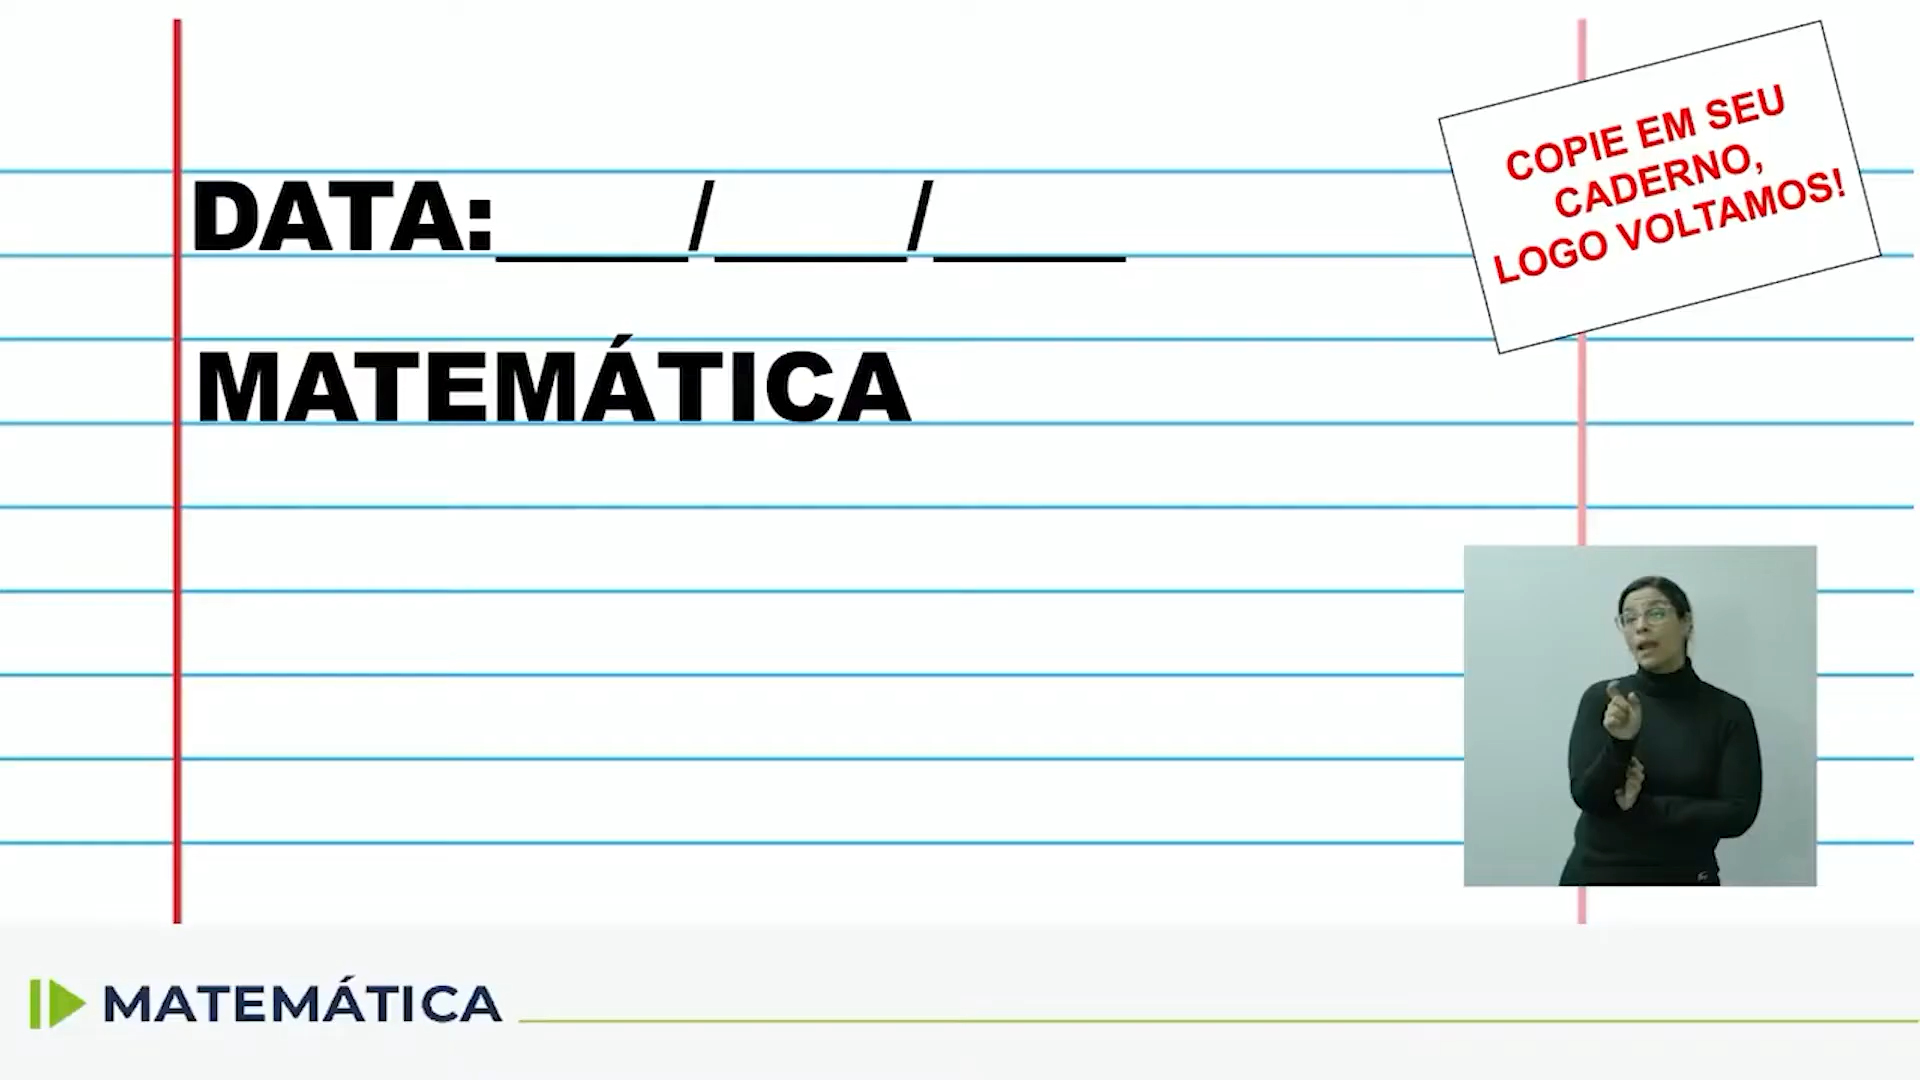 DATA:____/____/____
MATEMÁTICA
COPIE EM SEU
CADERNO,
LOGO VOLTAMOS!
MATEMÁTICA